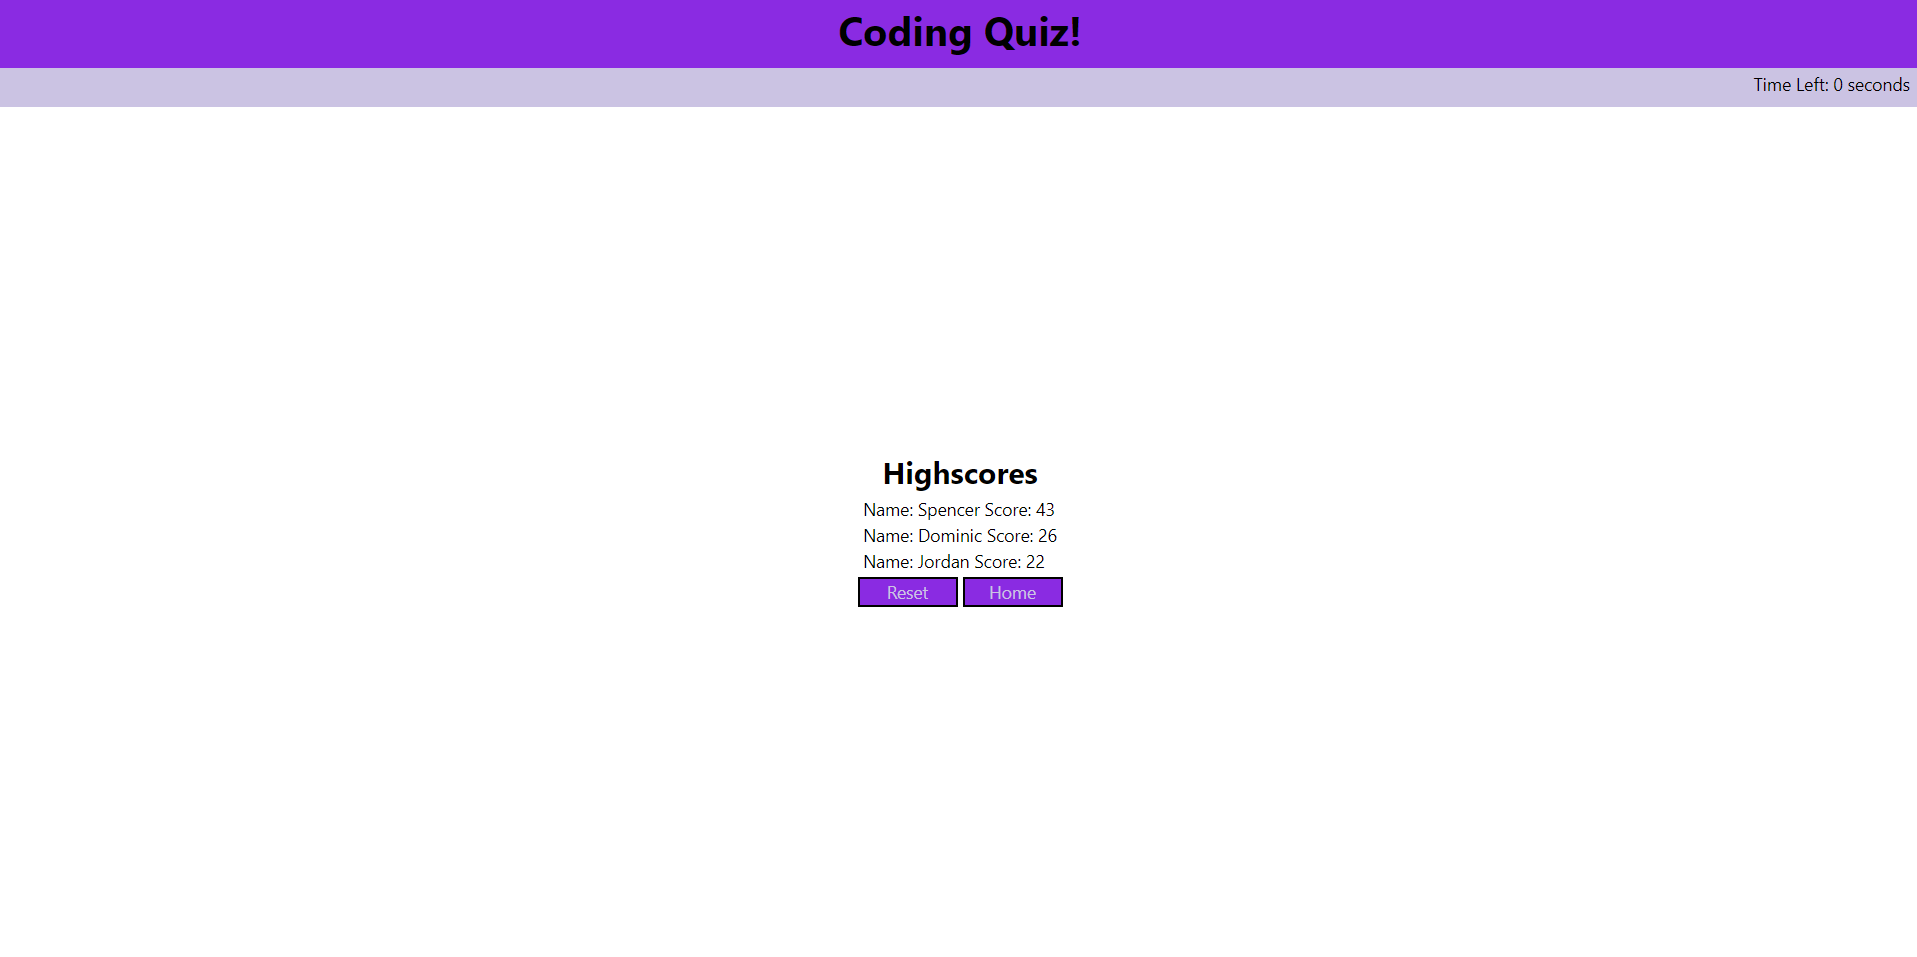 Coding Quiz!
Time Left: 0 seconds
Highscores
Name: Spencer Score: 43
Name: Dominic Score: 26
Name: Jordan Score: 22
Reset Home